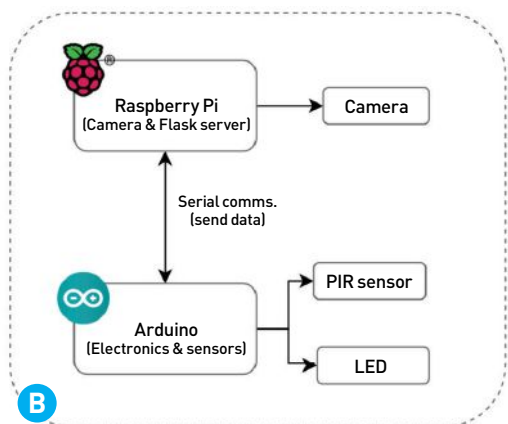 ®
Raspberry Pi
(Camera & Flask server)
Camera
Serial comms.
(send data)
PIR sensor
Arduino
(Electronics & sensors)
LED
B